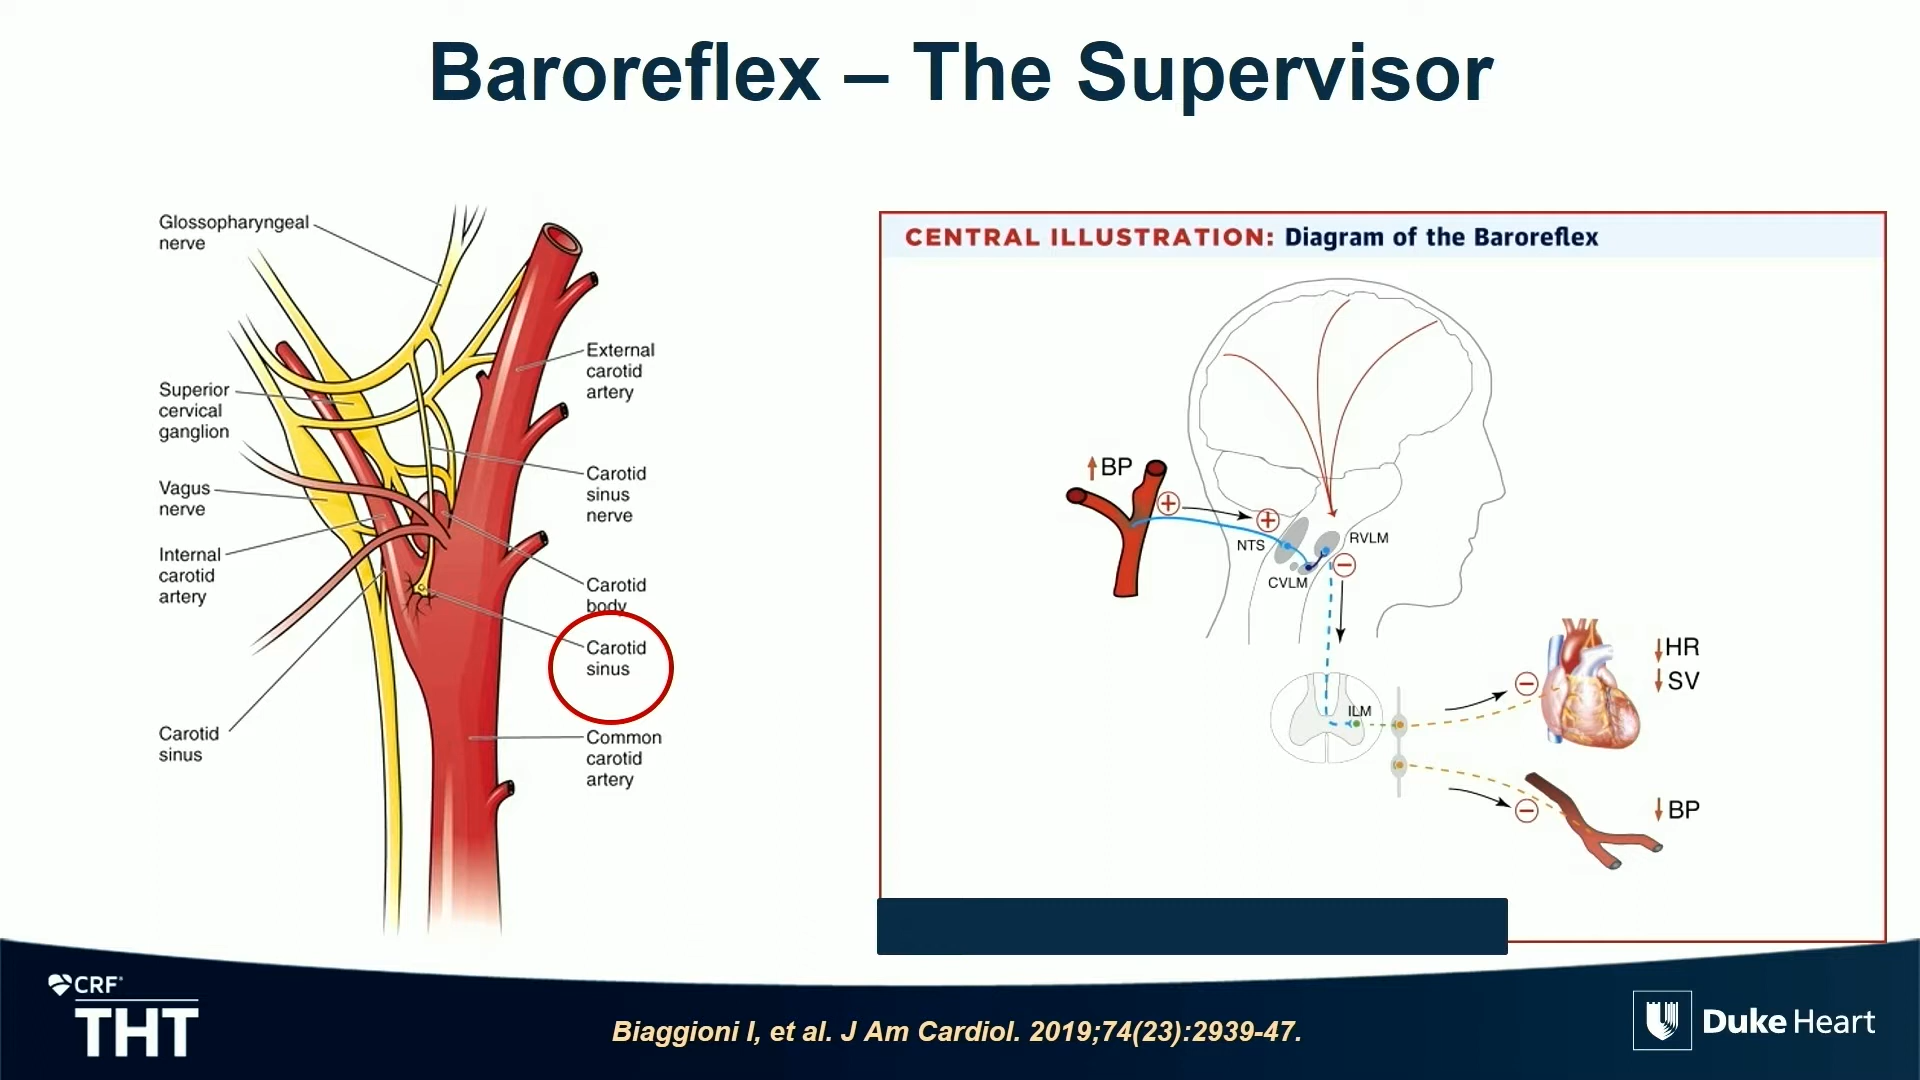 Baroreflex – The Supervisor
Glossopharyngeal
nerve
Superior
cervical
ganglion
Vagus
nerve
Internal
carotid
artery
Carotid
sinus
External
carotid
artery
Carotid
sinus
nerve
Carotid
body
Carotid
sinus
Common
carotid
artery
CENTRAL ILLUSTRATION: Diagram of the Baroreflex
↑BP
+
+
NTS
RVLM
−
CVLM
ILM
−
↓HR
↓SV
−
↓BP
CRF
THT
Biaggioni I, et al. J Am Cardiol. 2019;74(23):2939-47.
Duke Heart